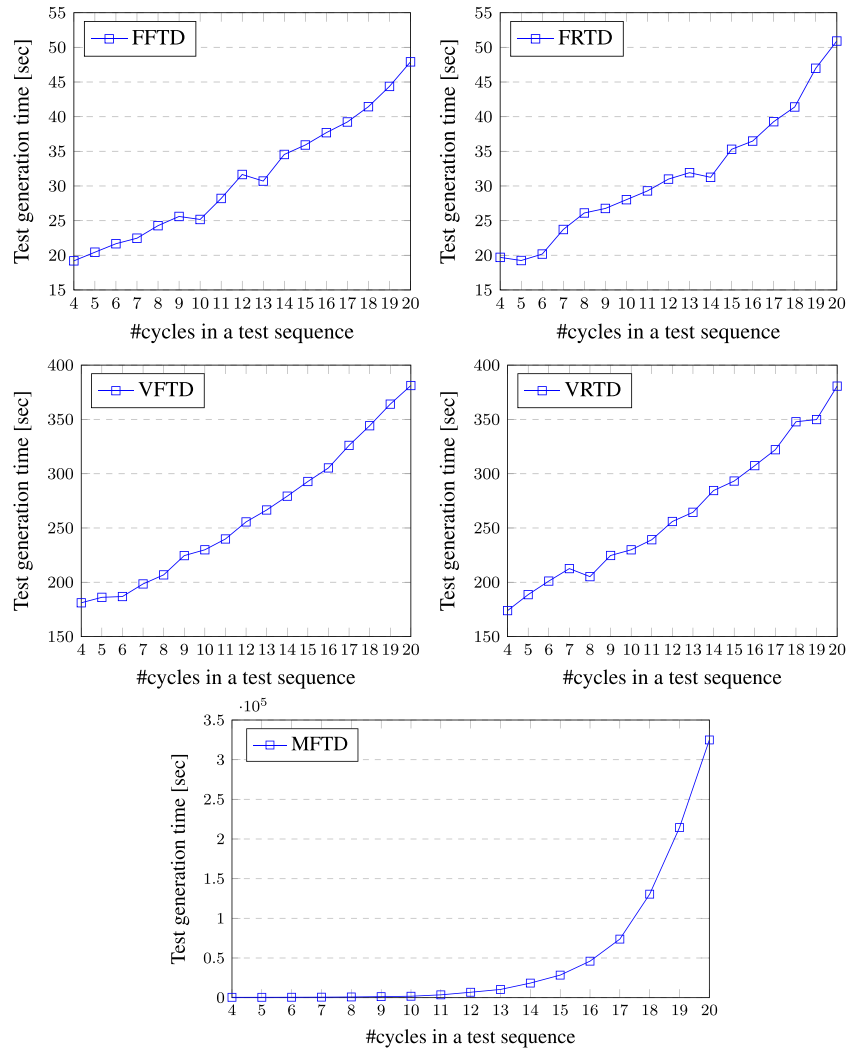 55
50
45
40
35
30
25
20
15
Test generation time [sec]
FFTD
4 5 6 7 8 9 10 11 12 13 14 15 16 17 18 19 20
#cycles in a test sequence
55
50
45
40
35
30
25
20
15
Test generation time [sec]
FRTD
4 5 6 7 8 9 10 11 12 13 14 15 16 17 18 19 20
#cycles in a test sequence
400
350
300
250
200
150
Test generation time [sec]
VFTD
4 5 6 7 8 9 10 11 12 13 14 15 16 17 18 19 20
#cycles in a test sequence
400
350
300
250
200
150
Test generation time [sec]
VRTD
4 5 6 7 8 9 10 11 12 13 14 15 16 17 18 19 20
#cycles in a test sequence
·10⁵
3.5
3
2.5
2
1.5
1
0.5
0
Test generation time [sec]
MFTD
4 5 6 7 8 9 10 11 12 13 14 15 16 17 18 19 20
#cycles in a test sequence